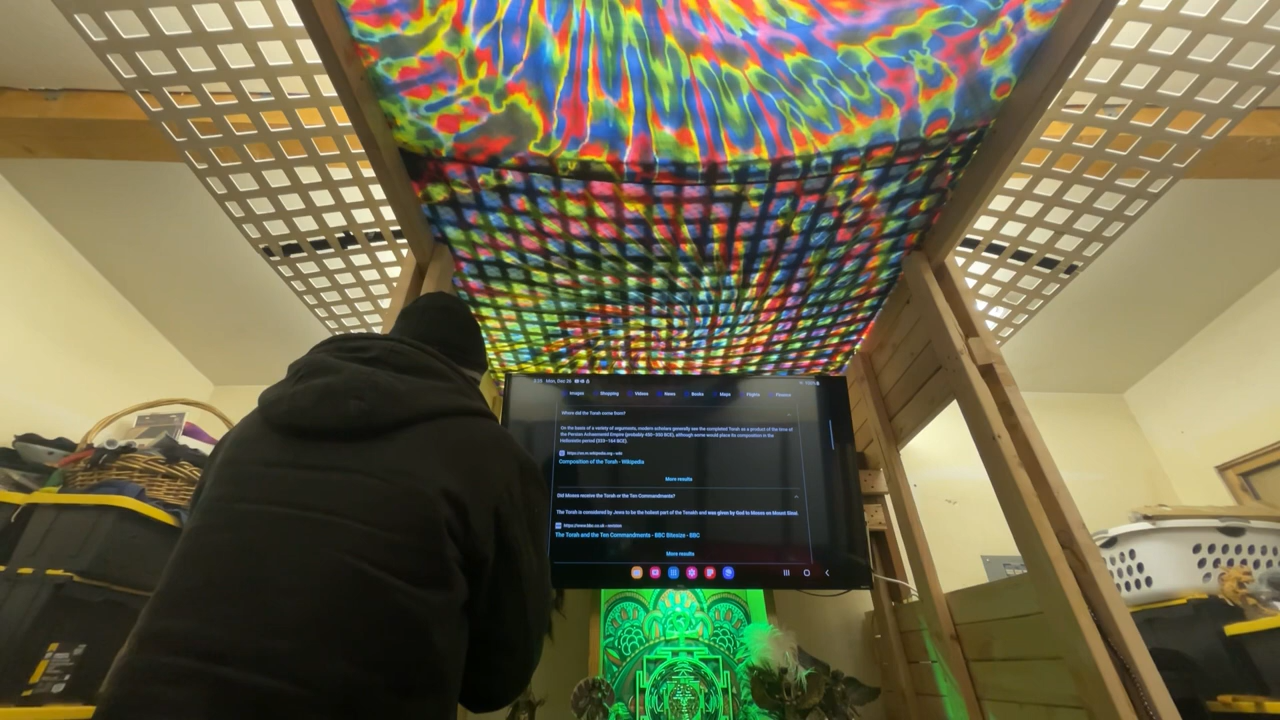 Mon, Dec 26
Images Shopping Videos News Books Maps Flights Finance
Where did the Torah come from?
On the basis of a variety of arguments, modern scholars generally see the completed Torah as a product of the time of
the Persian Achaemenid Empire (probably 450–350 BCE), although some would place its composition in the
Hellenistic period (333–164 BCE).
https://en.m.wikipedia.org › wiki
Composition of the Torah - Wikipedia
More results
Did Moses receive the Torah or the Ten Commandments?
The Torah is considered by Jews to be the holiest part of the Tenakh and was given by God to Moses on Mount Sinai.
https://www.bbc.co.uk › revision
The Torah and the Ten Commandments - BBC Bitesize - BBC
More results